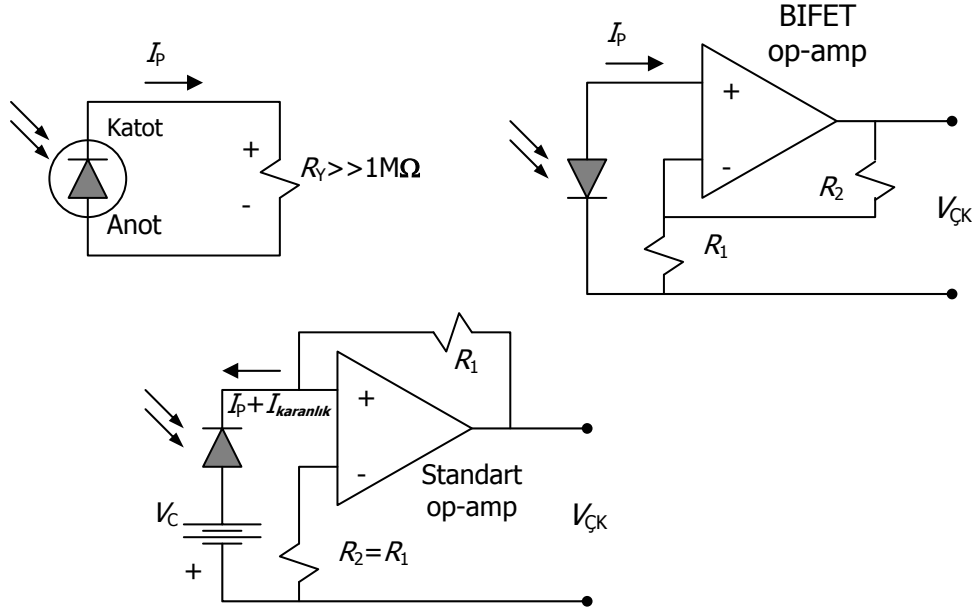 I_P
Katot
+
R_Y>>1MΩ
-
Anot
BIFET
op-amp
I_P
+
-
R_2
V_ÇK
R_1
R_1
I_P+I_karanlık
+
-
Standart
op-amp
V_C
V_ÇK
R_2=R_1
+